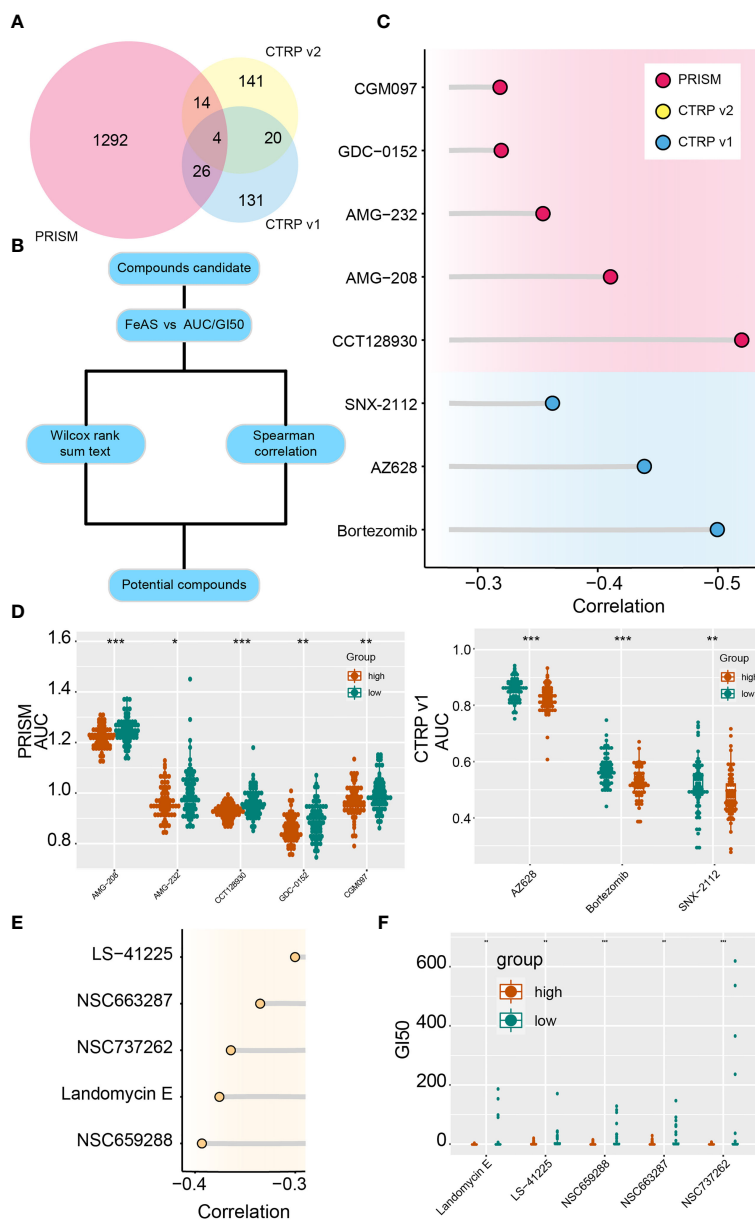 A
CTRP v2
141
14
1292
4
20
26
131
CTRP v1
PRISM
B
Compounds candidate
FeAS vs AUC/GI50
Wilcox rank
sum text
Spearman
correlation
Potential compounds
C
PRISM
CTRP v2
CTRP v1
CGM097
GDC-0152
AMG-232
AMG-208
CCT128930
SNX-2112
AZ628
Bortezomib
-0.3
-0.4
-0.5
Correlation
D
1.6
1.4
1.2
1.0
0.8
PRISM
AUC
***
*
***
**
**
Group
high
low
AMG-208
AMG-232
CCT128930
GDC-0152
CGM097
0.8
0.6
0.4
CTRP v1
AUC
***
***
**
Group
high
low
AZ628
Bortezomib
SNX-2112
E
LS-41225
NSC663287
NSC737262
Landomycin E
NSC659288
-0.4
-0.3
Correlation
F
600
400
200
0
GI50
**
**
***
**
***
group
high
low
Landomycin E
LS-41225
NSC659288
NSC663287
NSC737262